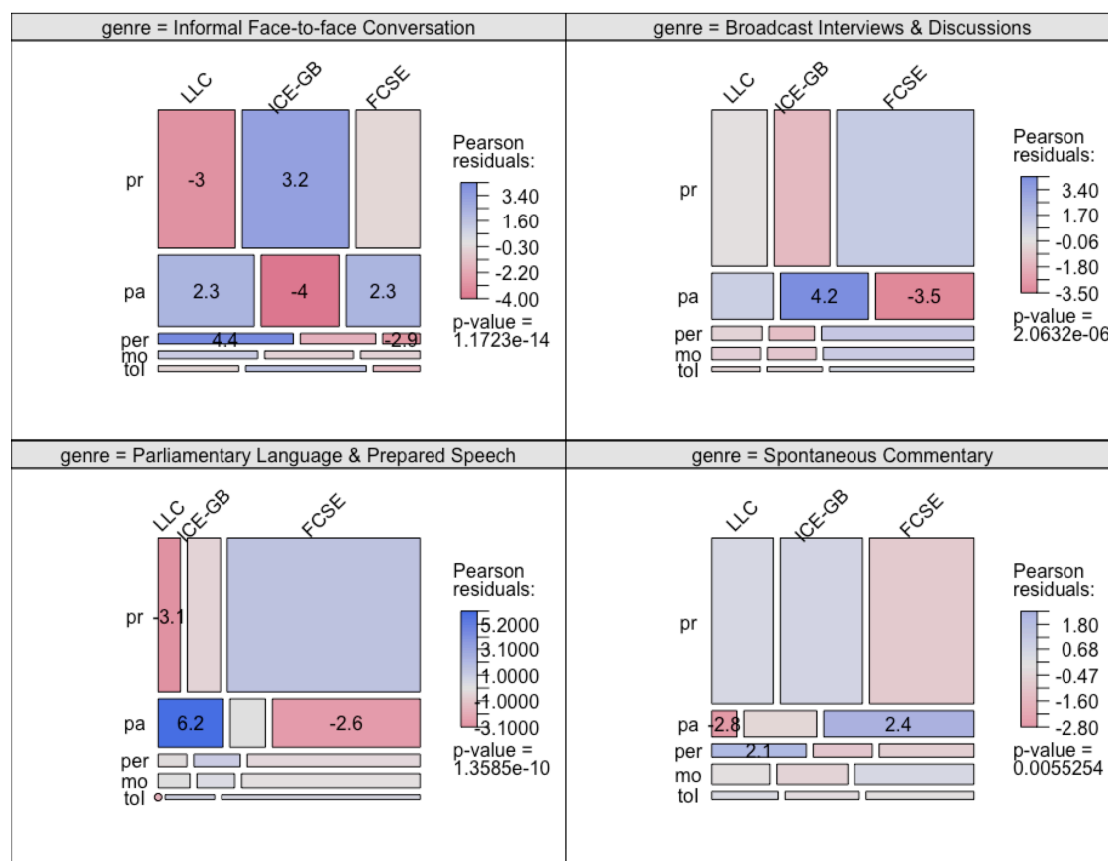 genre = Informal Face-to-face Conversation
LLC
ICE-GB
FCSE
pr
-3
3.2
pa
2.3
-4
2.3
per
4.4
-2.9
mo
toI
Pearson
residuals:
3.40
1.60
-0.30
-2.20
-4.00
p-value =
1.1723e-14
genre = Broadcast Interviews & Discussions
LLC
ICE-GB
FCSE
pr
pa
4.2
-3.5
per
mo
toI
Pearson
residuals:
3.40
1.70
-0.06
-1.80
-3.50
p-value =
2.0632e-06
genre = Parliamentary Language & Prepared Speech
LLC
ICE-GB
FCSE
pr
-3.1
pa
6.2
-2.6
per
mo
toI
Pearson
residuals:
5.2000
3.1000
1.0000
-1.0000
-3.1000
p-value =
1.3585e-10
genre = Spontaneous Commentary
LLC
ICE-GB
FCSE
pr
pa
-2.8
2.4
per
2.1
mo
toI
Pearson
residuals:
1.80
0.68
-0.47
-1.60
-2.80
p-value =
0.0055254